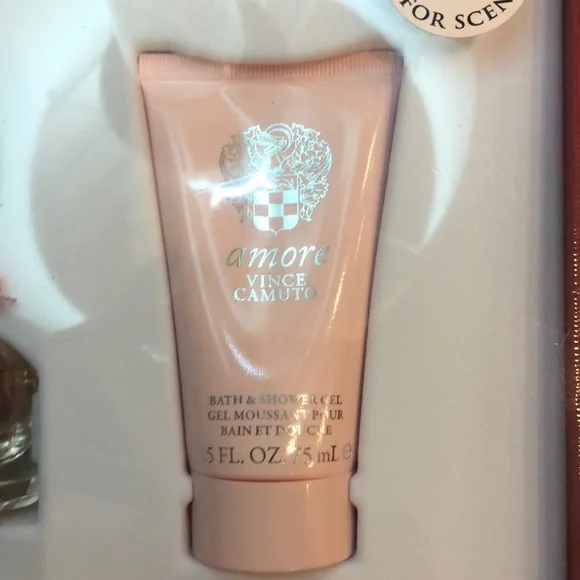 FOR SCEN
amore
VINCE
CAMUTO
BATH & SHOWER GEL
GEL MOUSSANT POUR
BAIN ET DOUCHE
5 FL. OZ. 75 mL e